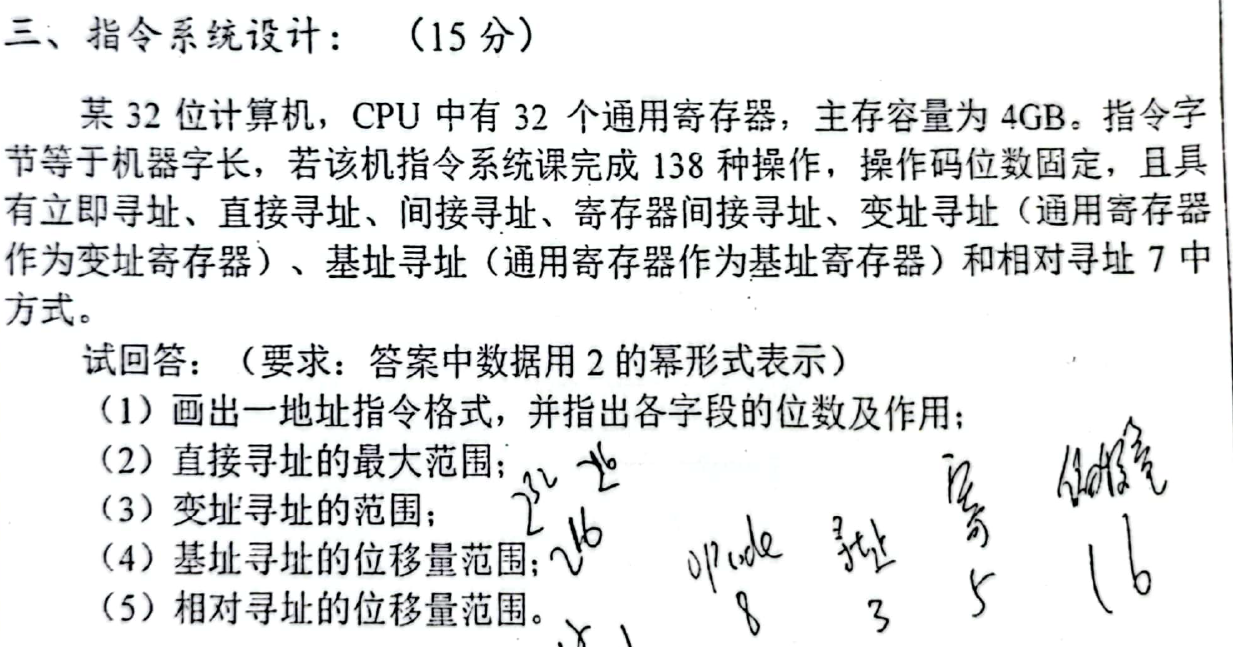 三、指令系统设计： （15 分）
某 32 位计算机，CPU 中有 32 个通用寄存器，主存容量为 4GB。指令字
节等于机器字长，若该机指令系统课完成 138 种操作，操作码位数固定，且具
有立即寻址、直接寻址、间接寻址、寄存器间接寻址、变址寻址（通用寄存器
作为变址寄存器）、基址寻址（通用寄存器作为基址寄存器）和相对寻址 7 中
方式。
试回答：（要求：答案中数据用 2 的幂形式表示）
（1）画出一地址指令格式，并指出各字段的位数及作用；
（2）直接寻址的最大范围；
（3）变址寻址的范围； 2^32 2^16
（4）基址寻址的位移量范围； 2^16
（5）相对寻址的位移量范围。
opcode 寻址 寄 位移量
8 3 5 16